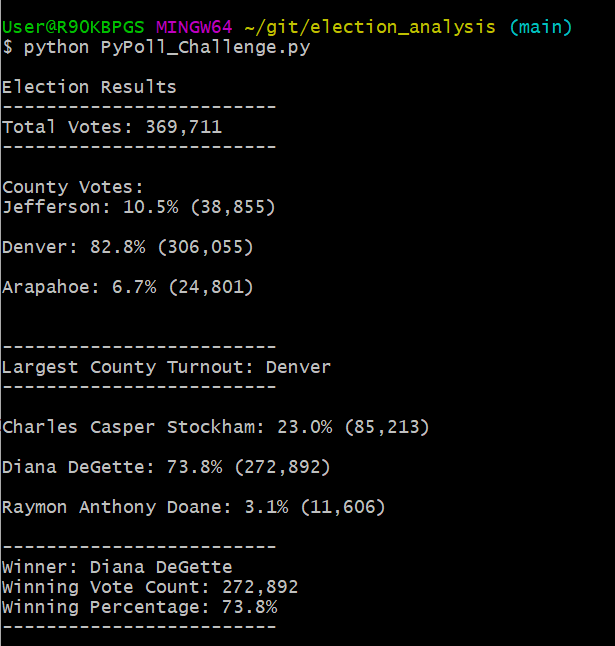 User@R90KBPGS MINGW64 ~/git/election_analysis (main)
$ python PyPoll_Challenge.py
Election Results
-------------------------
Total Votes: 369,711
-------------------------
County Votes:
Jefferson: 10.5% (38,855)
Denver: 82.8% (306,055)
Arapahoe: 6.7% (24,801)
-------------------------
Largest County Turnout: Denver
-------------------------
Charles Casper Stockham: 23.0% (85,213)
Diana DeGette: 73.8% (272,892)
Raymon Anthony Doane: 3.1% (11,606)
-------------------------
Winner: Diana DeGette
Winning Vote Count: 272,892
Winning Percentage: 73.8%
-------------------------